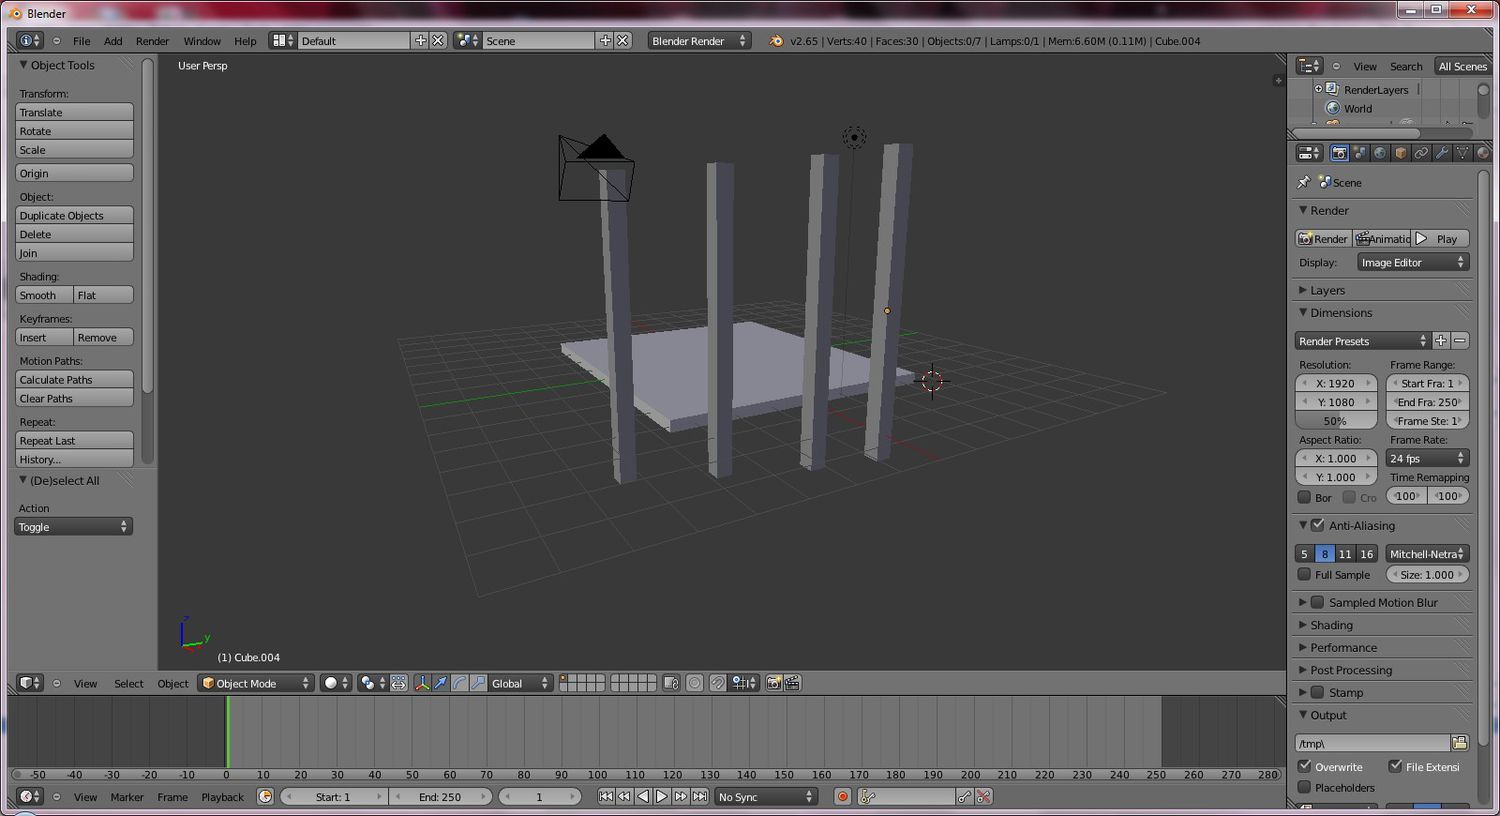 Blender
File Add Render Window Help Default Scene Blender Render v2.65 | Verts:40 | Faces:30 | Objects:0/7 | Lamps:0/1 | Mem:6.60M (0.11M) | Cube.004
Object Tools
Transform:
Translate
Rotate
Scale
Origin
Object:
Duplicate Objects
Delete
Join
Shading:
Smooth Flat
Keyframes:
Insert Remove
Motion Paths:
Calculate Paths
Clear Paths
Repeat:
Repeat Last
History...
(De)select All
Action
Toggle
User Persp
z
y
(1) Cube.004
View Search All Scenes
RenderLayers
World
Scene
Render
Render Animatic Play
Display: Image Editor
Layers
Dimensions
Render Presets
Resolution: Frame Range:
X: 1920 Start Fra: 1
Y: 1080 End Fra: 250
50% Frame Ste: 1
Aspect Ratio: Frame Rate:
X: 1.000 24 fps
Y: 1.000 Time Remapping
Bor Cro 100 100
Anti-Aliasing
5 8 11 16 Mitchell-Netra
Full Sample Size: 1.000
Sampled Motion Blur
Shading
Performance
Post Processing
Stamp
Output
/tmp\
Overwrite File Extensi
Placeholders
View Select Object Object Mode Global
-50 -40 -30 -20 -10 0 10 20 30 40 50 60 70 80 90 100 110 120 130 140 150 160 170 180 190 200 210 220 230 240 250 260 270 280
View Marker Frame Playback Start: 1 End: 250 1 No Sync